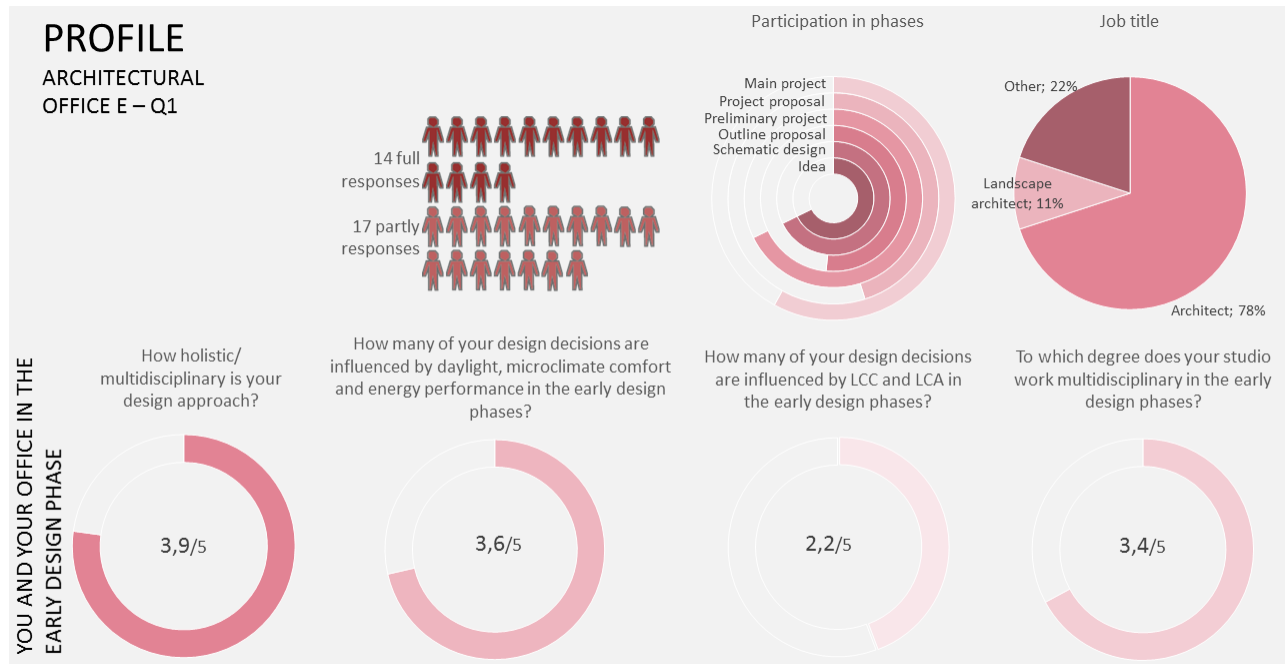 PROFILE
ARCHITECTURAL
OFFICE E – Q1
14 full
responses
17 partly
responses
Participation in phases
Main project
Project proposal
Preliminary project
Outline proposal
Schematic design
Idea
Job title
Other; 22%
Landscape
architect; 11%
Architect; 78%
YOU AND YOUR OFFICE IN THE
EARLY DESIGN PHASE
How holistic/
multidisciplinary is your
design approach?
3,9/5
How many of your design decisions are
influenced by daylight, microclimate comfort
and energy performance in the early design
phases?
3,6/5
How many of your design decisions
are influenced by LCC and LCA in
the early design phases?
2,2/5
To which degree does your studio
work multidisciplinary in the early
design phases?
3,4/5